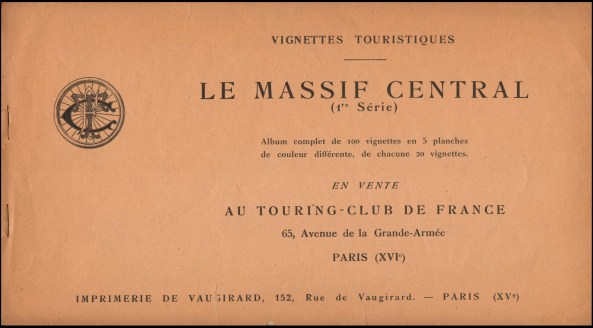 VIGNETTES TOURISTIQUES
LE MASSIF CENTRAL
(1re Série)
Album complet de 100 vignettes en 5 planches
de couleur différente, de chacune 20 vignettes.
EN VENTE
AU TOURING-CLUB DE FRANCE
65, Avenue de la Grande-Armée
PARIS (XVIe)
IMPRIMERIE DE VAUGIRARD, 152, Rue de Vaugirard. — PARIS (XVe)
TCF